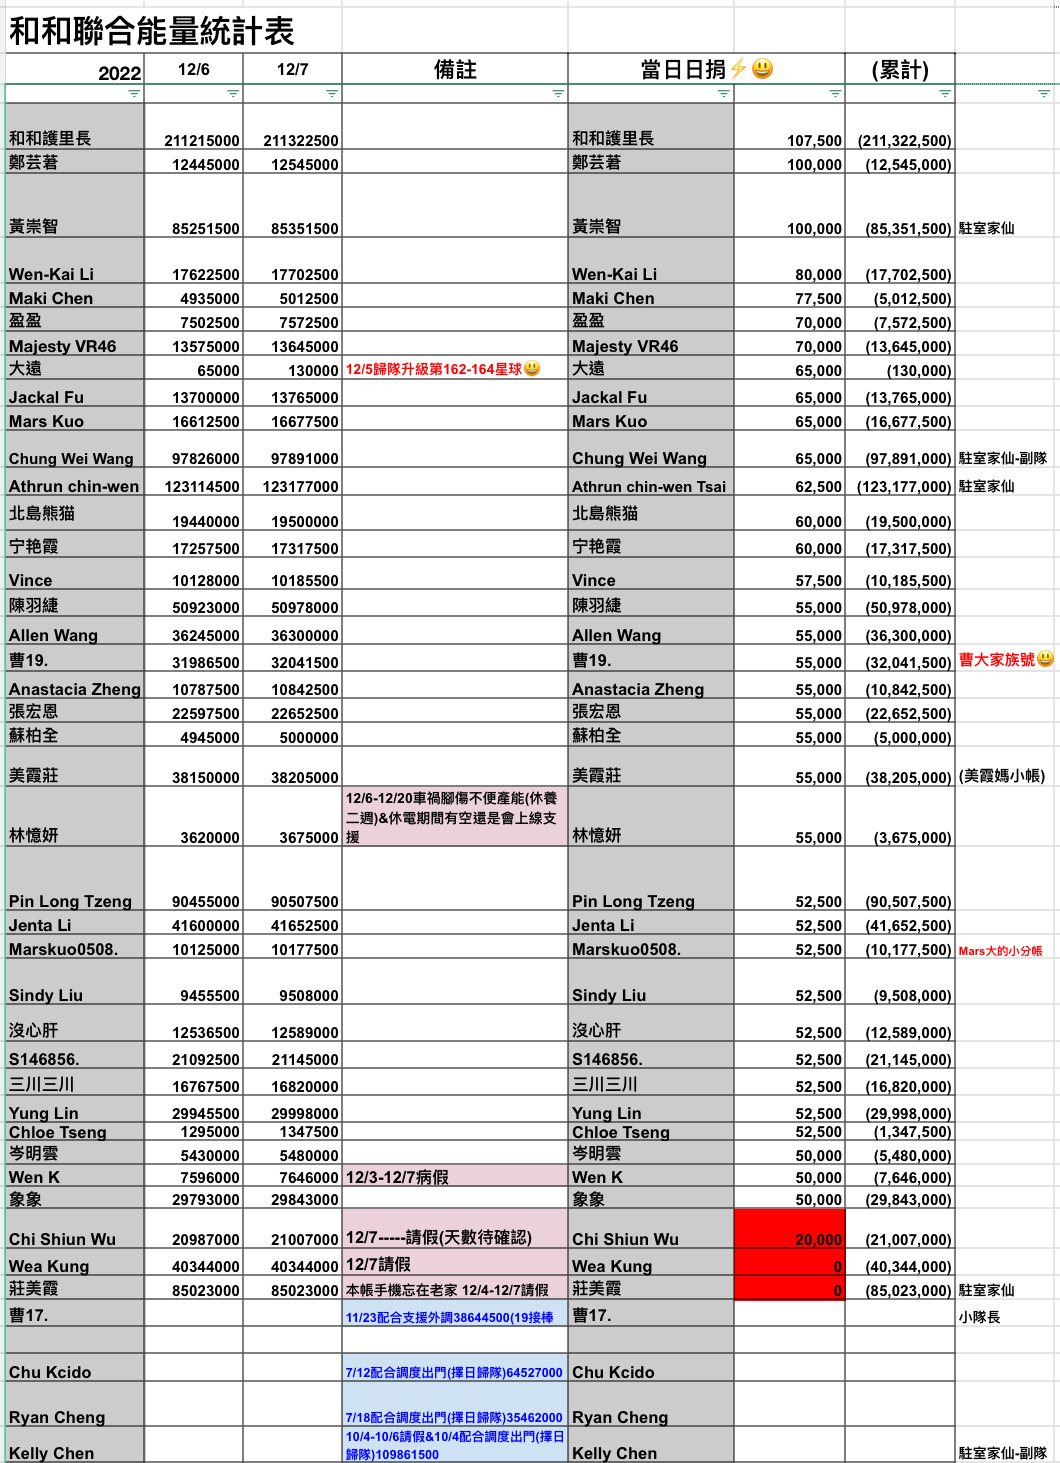 和和聯合能量統計表
2022 12/6 12/7 備註 當日日捐⚡😃 (累計)
和和護里長 211215000 211322500 和和護里長 107,500 (211,322,500)
鄭芸著 12445000 12545000 鄭芸著 100,000 (12,545,000)
黃崇智 85251500 85351500 黃崇智 100,000 (85,351,500) 駐室家仙
Wen-Kai Li 17622500 17702500 Wen-Kai Li 80,000 (17,702,500)
Maki Chen 4935000 5012500 Maki Chen 77,500 (5,012,500)
盈盈 7502500 7572500 盈盈 70,000 (7,572,500)
Majesty VR46 13575000 13645000 Majesty VR46 70,000 (13,645,000)
大遠 65000 130000 12/5歸隊升級第162-164星球😃 大遠 65,000 (130,000)
Jackal Fu 13700000 13765000 Jackal Fu 65,000 (13,765,000)
Mars Kuo 16612500 16677500 Mars Kuo 65,000 (16,677,500)
Chung Wei Wang 97826000 97891000 Chung Wei Wang 65,000 (97,891,000) 駐室家仙-副隊
Athrun chin-wen 123114500 123177000 Athrun chin-wen Tsai 62,500 (123,177,000) 駐室家仙
北島熊猫 19440000 19500000 北島熊猫 60,000 (19,500,000)
宁艳霞 17257500 17317500 宁艳霞 60,000 (17,317,500)
Vince 10128000 10185500 Vince 57,500 (10,185,500)
陳羽緁 50923000 50978000 陳羽緁 55,000 (50,978,000)
Allen Wang 36245000 36300000 Allen Wang 55,000 (36,300,000)
曹19. 31986500 32041500 曹19. 55,000 (32,041,500) 曹大家族號😃
Anastacia Zheng 10787500 10842500 Anastacia Zheng 55,000 (10,842,500)
張宏恩 22597500 22652500 張宏恩 55,000 (22,652,500)
蘇柏全 4945000 5000000 蘇柏全 55,000 (5,000,000)
美霞莊 38150000 38205000 美霞莊 55,000 (38,205,000) (美霞媽小帳)
12/6-12/20車禍腳傷不便產能(休養
二週)&休電期間有空還是會上線支
林憶妍 3620000 3675000 援 林憶妍 55,000 (3,675,000)
Pin Long Tzeng 90455000 90507500 Pin Long Tzeng 52,500 (90,507,500)
Jenta Li 41600000 41652500 Jenta Li 52,500 (41,652,500)
Marskuo0508. 10125000 10177500 Marskuo0508. 52,500 (10,177,500) Mars大的小分帳
Sindy Liu 9455500 9508000 Sindy Liu 52,500 (9,508,000)
沒心肝 12536500 12589000 沒心肝 52,500 (12,589,000)
S146856. 21092500 21145000 S146856. 52,500 (21,145,000)
三川三川 16767500 16820000 三川三川 52,500 (16,820,000)
Yung Lin 29945500 29998000 Yung Lin 52,500 (29,998,000)
Chloe Tseng 1295000 1347500 Chloe Tseng 52,500 (1,347,500)
岑明雲 5430000 5480000 岑明雲 50,000 (5,480,000)
Wen K 7596000 7646000 12/3-12/7病假 Wen K 50,000 (7,646,000)
象象 29793000 29843000 象象 50,000 (29,843,000)
Chi Shiun Wu 20987000 21007000 12/7-----請假(天數待確認) Chi Shiun Wu 20,000 (21,007,000)
Wea Kung 40344000 40344000 12/7請假 Wea Kung 0 (40,344,000)
莊美霞 85023000 85023000 本帳手機忘在老家 12/4-12/7請假 莊美霞 0 (85,023,000) 駐室家仙
曹17. 11/23配合支援外調38644500(19接棒 曹17. 小隊長
Chu Kcido 7/12配合調度出門(擇日歸隊)64527000 Chu Kcido
Ryan Cheng 7/18配合調度出門(擇日歸隊)35462000 Ryan Cheng
10/4-10/6請假&10/4配合調度出門(擇日
Kelly Chen 歸隊)109861500 Kelly Chen 駐室家仙-副隊